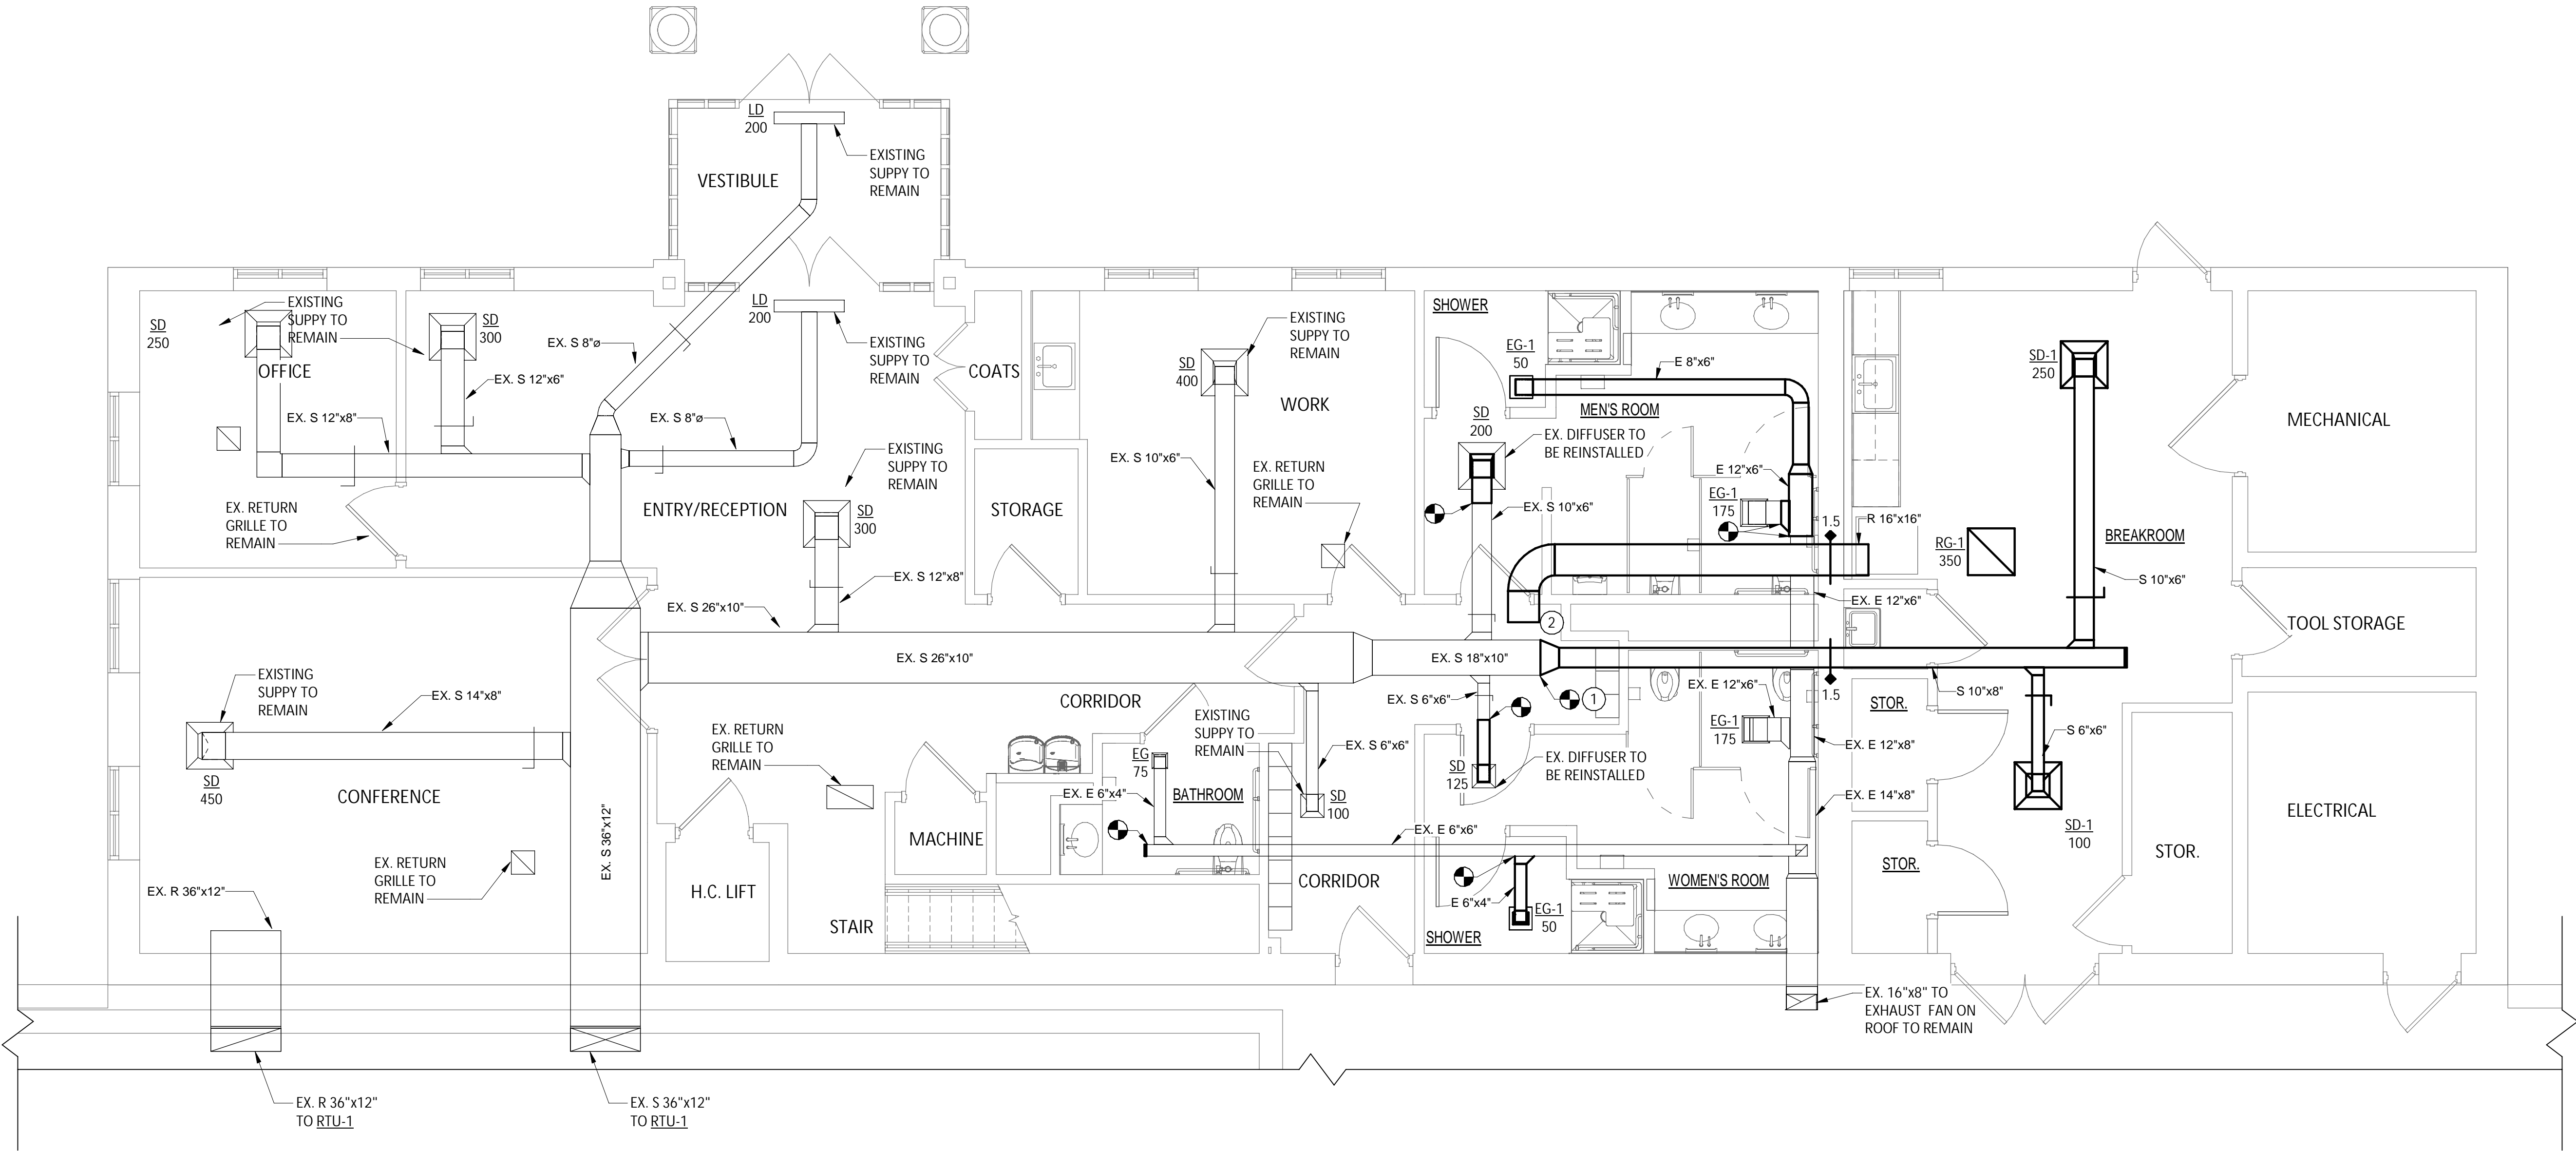 LD
200
EXISTING
SUPPY TO
REMAIN
VESTIBULE
EXISTING
SUPPY TO
REMAIN
SD
250
SD
300
EX. S 8"ø
OFFICE
EX. S 12"x6"
EX. S 12"x8"
EX. S 8"ø
LD
200
EXISTING
SUPPY TO
REMAIN
COATS
EXISTING
SUPPY TO
REMAIN
SD
400
WORK
EX. S 10"x6"
EX. RETURN
GRILLE TO
REMAIN
EXISTING
SUPPY TO
REMAIN
SD
300
ENTRY/RECEPTION
STORAGE
EX. RETURN
GRILLE TO
REMAIN
EX. S 12"x8"
EX. S 26"x10"
SHOWER
EG-1
50
E 8"x6"
MEN'S ROOM
SD
200
EX. DIFFUSER TO
BE REINSTALLED
E 12"x6"
EG-1
175
EX. S 10"x6"
1.5
R 16"x16"
RG-1
350
SD-1
250
BREAKROOM
S 10"x6"
MECHANICAL
EX. E 12"x6"
2
TOOL STORAGE
EX. S 26"x10"
EX. S 18"x10"
EXISTING
SUPPY TO
REMAIN
EX. S 14"x8"
SD
450
CONFERENCE
EX. S 36"x12"
CORRIDOR
EX. RETURN
GRILLE TO
REMAIN
EXISTING
SUPPY TO
REMAIN
EX. S 6"x6"
EX. S 6"x6"
1
EX. E 12"x6"
1.5
S 10"x8"
STOR.
EG-1
175
EX. E 12"x8"
S 6"x6"
EG
75
EX. E 6"x4"
BATHROOM
SD
100
SD
125
EX. DIFFUSER TO
BE REINSTALLED
EX. E 14"x8"
SD-1
100
ELECTRICAL
MACHINE
EX. E 6"x6"
STOR.
STOR.
EX. RETURN
GRILLE TO
REMAIN
EX. R 36"x12"
H.C. LIFT
CORRIDOR
WOMEN'S ROOM
E 6"x4"
EG-1
50
STAIR
SHOWER
EX. 16"x8" TO
EXHAUST FAN ON
ROOF TO REMAIN
EX. R 36"x12"
TO RTU-1
EX. S 36"x12"
TO RTU-1